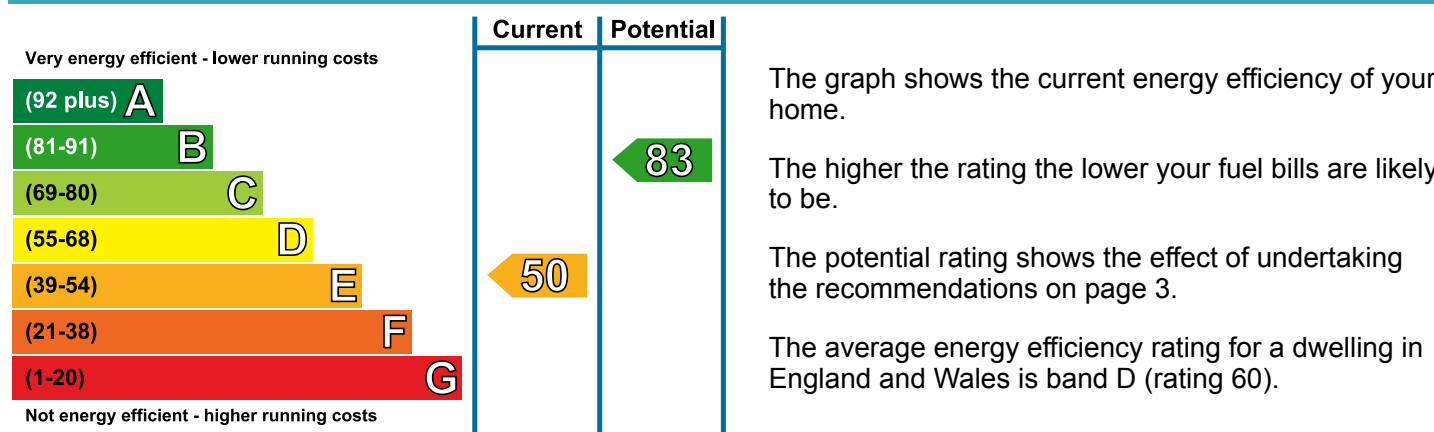 Current Potential
Very energy efficient - lower running costs
(92 plus) A
(81-91) B
(69-80) C
(55-68) D
(39-54) E
(21-38) F
(1-20) G
Not energy efficient - higher running costs
83
50
The graph shows the current energy efficiency of your
home.
The higher the rating the lower your fuel bills are likely
to be.
The potential rating shows the effect of undertaking
the recommendations on page 3.
The average energy efficiency rating for a dwelling in
England and Wales is band D (rating 60).